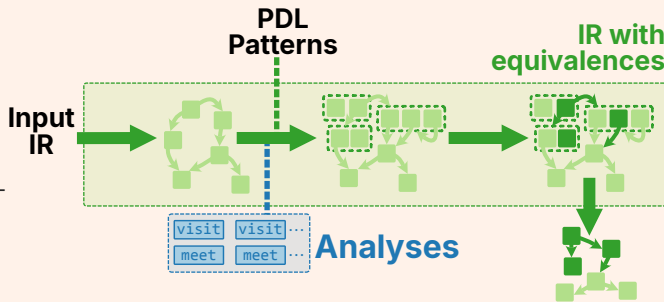 PDL
Patterns
IR with
equivalences
Input
IR
visit visit ...
meet meet ...
Analyses